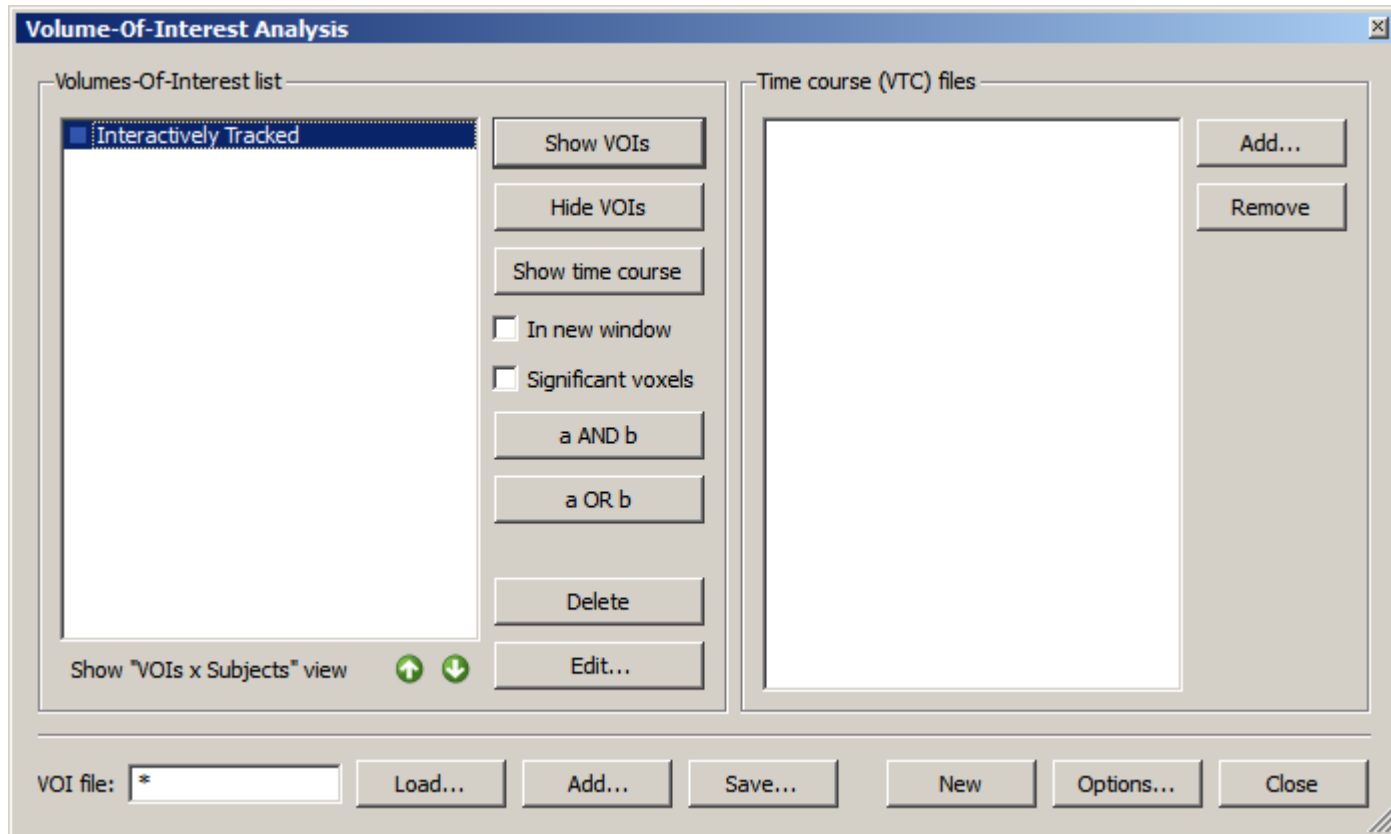 Volume-Of-Interest Analysis
Volumes-Of-Interest list
Interactively Tracked
Show VOIs
Hide VOIs
Show time course
In new window
Significant voxels
a AND b
a OR b
Delete
Edit...
Show "VOIs x Subjects" view
Time course (VTC) files
Add...
Remove
VOI file: *
Load...
Add...
Save...
New
Options...
Close